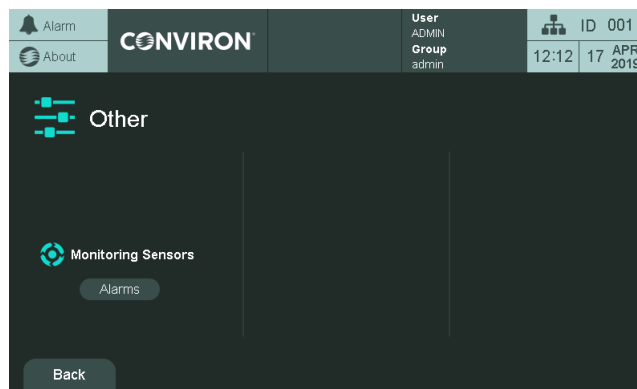 Alarm
About
CONVIRON
User
ADMIN
Group
admin
ID 001
12:12
17 APR 2019
Other
Monitoring Sensors
Alarms
Back